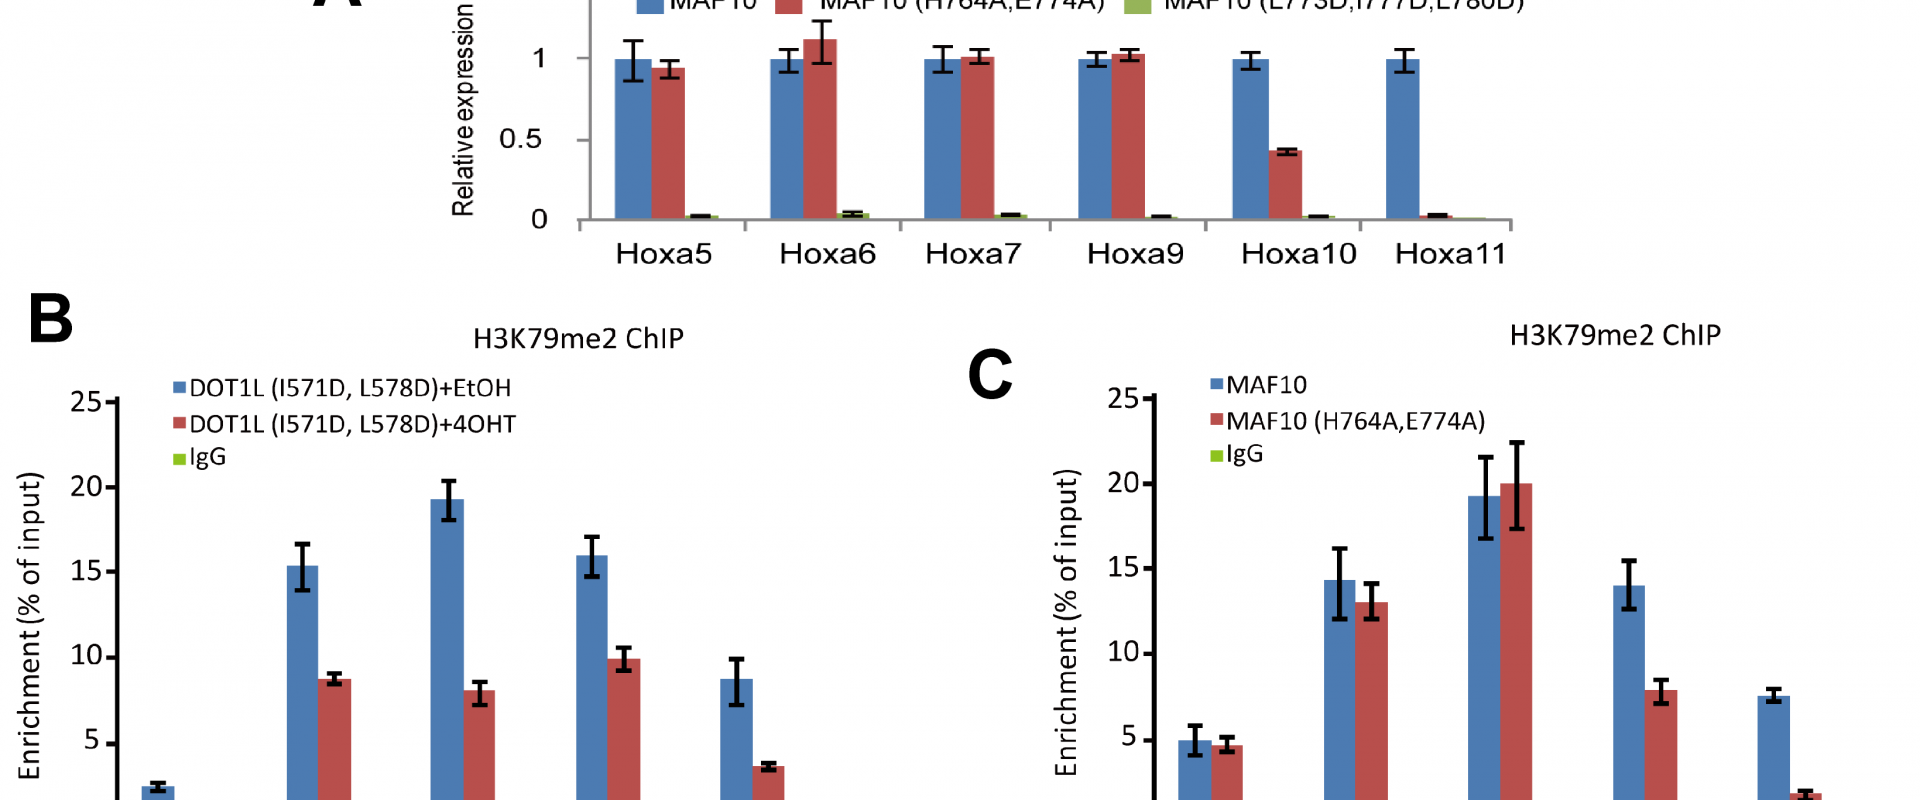 A
MAF10 MAF10 (H764A,E774A) MAF10 (L773D,I777D,L780D)
Relative expression
1
0.5
0
Hoxa5 Hoxa6 Hoxa7 Hoxa9 Hoxa10 Hoxa11
B
H3K79me2 ChIP
DOT1L (I571D, L578D)+EtOH
DOT1L (I571D, L578D)+4OHT
IgG
Enrichment (% of input)
25
20
15
10
5
C
H3K79me2 ChIP
MAF10
MAF10 (H764A,E774A)
IgG
Enrichment (% of input)
25
20
15
10
5